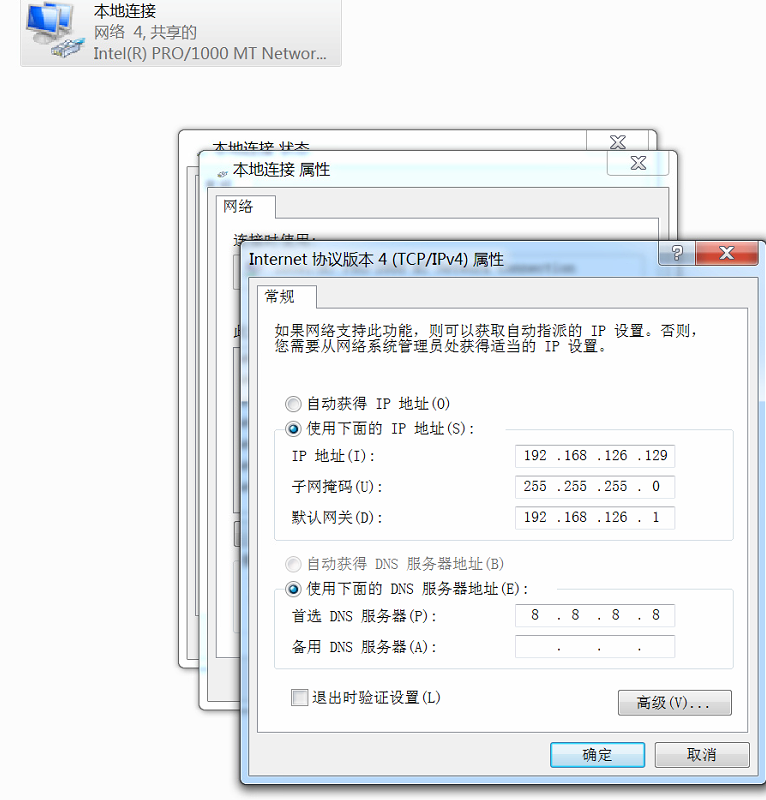 本地连接
网络 4, 共享的
Intel(R) PRO/1000 MT Networ...
本地连接 状态
本地连接 属性
网络
连接时使用:
Internet 协议版本 4 (TCP/IPv4) 属性
常规
如果网络支持此功能，则可以获取自动指派的 IP 设置。否则，
您需要从网络系统管理员处获得适当的 IP 设置。
自动获得 IP 地址(O)
使用下面的 IP 地址(S):
IP 地址(I): 192 .168 .126 .129
子网掩码(U): 255 .255 .255 . 0
默认网关(D): 192 .168 .126 . 1
自动获得 DNS 服务器地址(B)
使用下面的 DNS 服务器地址(E):
首选 DNS 服务器(P): 8 . 8 . 8 . 8
备用 DNS 服务器(A): . . .
退出时验证设置(L)
高级(V)...
确定 取消